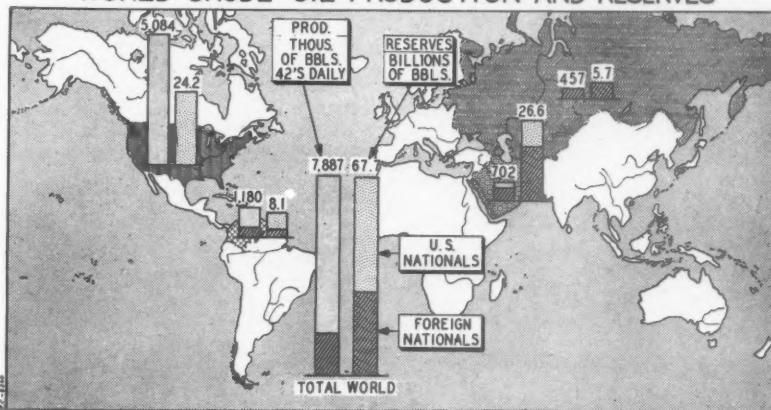 WORLD CRUDE OIL PRODUCTION AND RESERVES
5,084
24.2
PROD.
THOUS.
OF BBLS.
42'S DAILY
RESERVES
BILLIONS
OF BBLS.
457
5.7
26.6
702
7,887
67.7
1,180
8.1
U.S.
NATIONALS
FOREIGN
NATIONALS
TOTAL WORLD